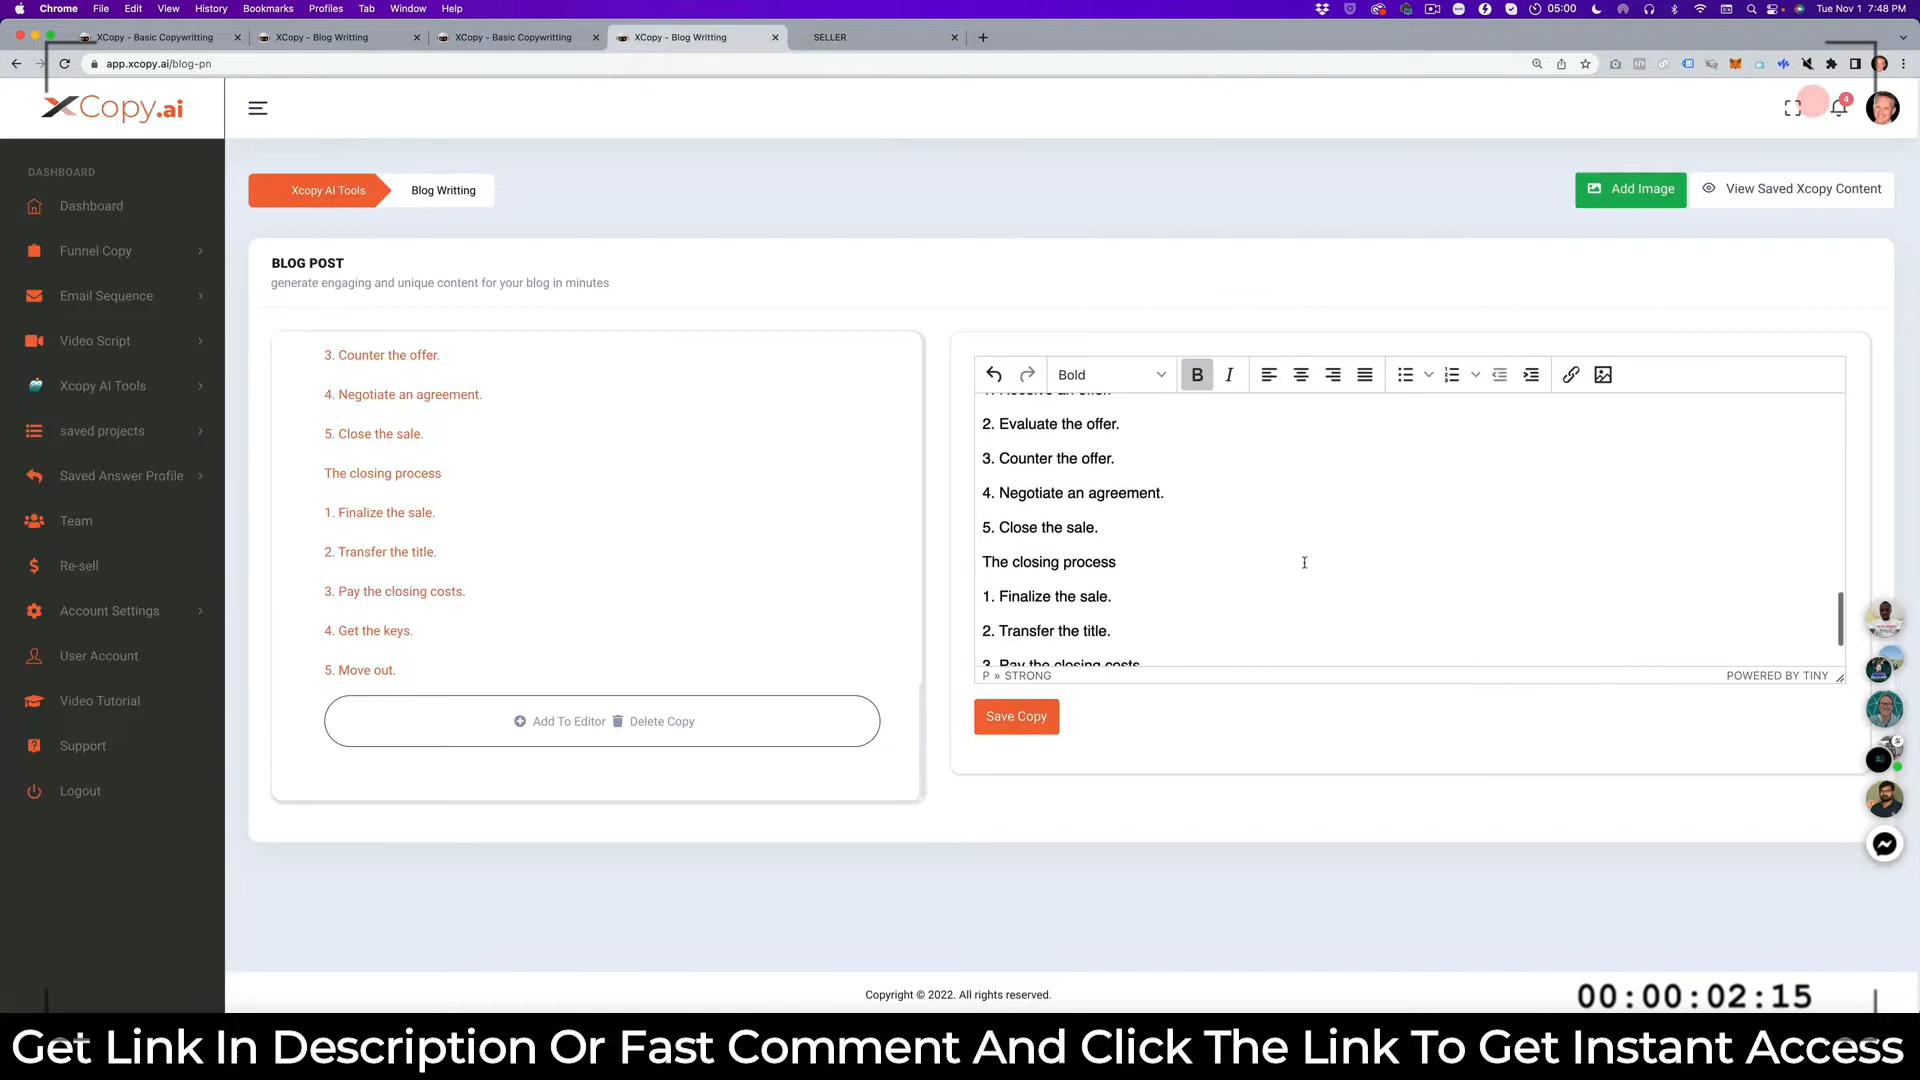 Chrome File Edit View History Bookmarks Profiles Tab Window Help 05:00 Tue Nov 1 7:48 PM
XCopy - Basic Copywritting XCopy - Blog Writting XCopy - Basic Copywritting XCopy - Blog Writting SELLER
app.xcopy.ai/blog-pn
XCopy.ai
4
DASHBOARD
Dashboard
Funnel Copy
Email Sequence
Video Script
Xcopy AI Tools
saved projects
Saved Answer Profile
Team
Re-sell
Account Settings
User Account
Video Tutorial
Support
Logout
Xcopy AI Tools Blog Writting
Add Image View Saved Xcopy Content
BLOG POST
generate engaging and unique content for your blog in minutes
3. Counter the offer.
4. Negotiate an agreement.
5. Close the sale.
The closing process
1. Finalize the sale.
2. Transfer the title.
3. Pay the closing costs.
4. Get the keys.
5. Move out.
Add To Editor Delete Copy
Bold B I
2. Evaluate the offer.
3. Counter the offer.
4. Negotiate an agreement.
5. Close the sale.
The closing process
1. Finalize the sale.
2. Transfer the title.
3. Pay the closing costs
P » STRONG POWERED BY TINY
Save Copy
Copyright © 2022. All rights reserved.
00:00:02:15
Get Link In Description Or Fast Comment And Click The Link To Get Instant Access